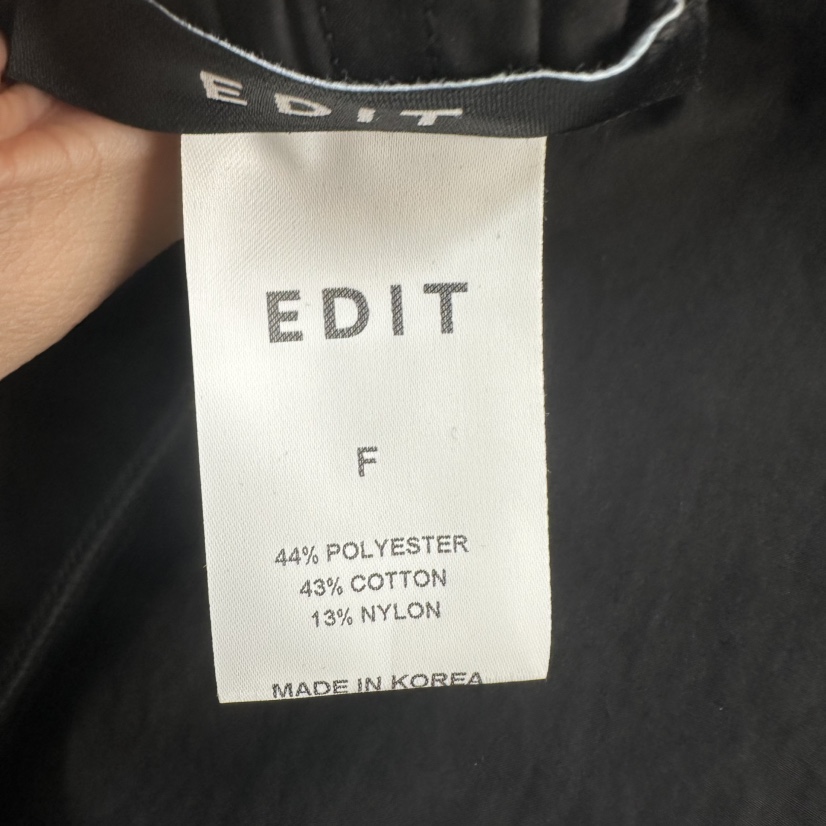 EDIT
EDIT
F
44% POLYESTER
43% COTTON
13% NYLON
MADE IN KOREA